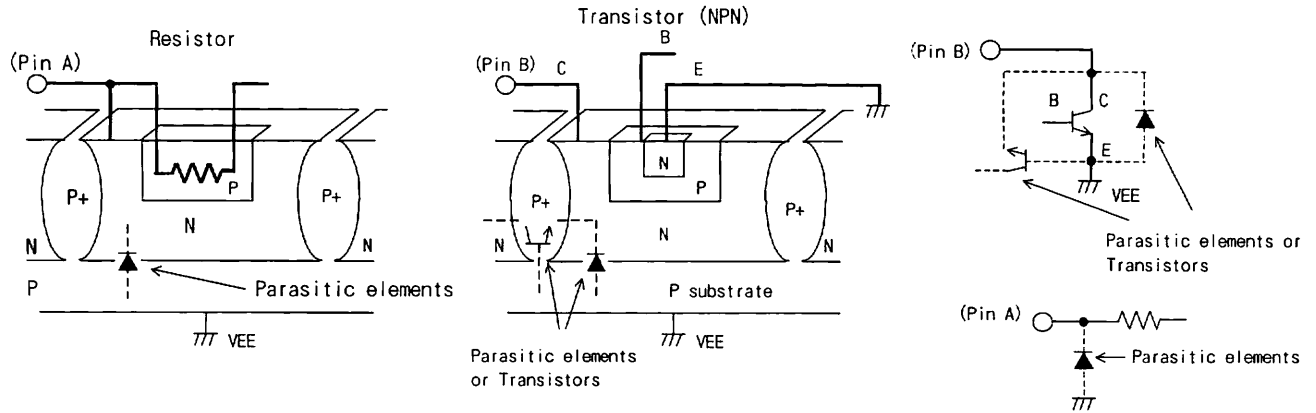 Resistor
(Pin A)
P+
P
P+
N
N
N
P
Parasitic elements
VEE
Transistor (NPN)
B
(Pin B)
C
E
N
P
P+
P+
N
N
N
P substrate
VEE
Parasitic elements
or Transistors
(Pin B)
B
C
E
VEE
Parasitic elements or
Transistors
(Pin A)
Parasitic elements